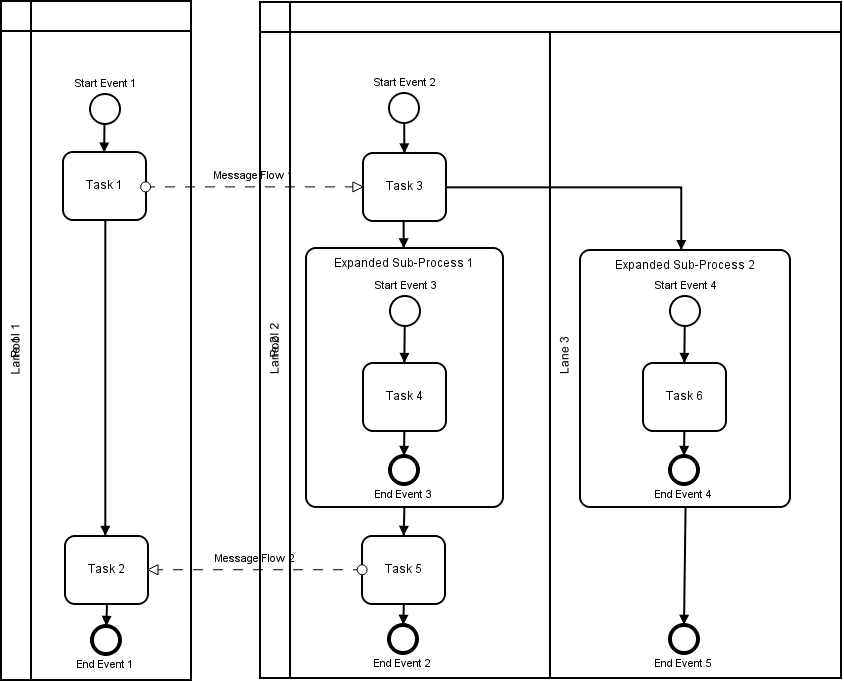 Start Event 1
Task 1
Message Flow 1
Start Event 2
Task 3
Expanded Sub-Process 1
Start Event 3
Task 4
End Event 3
Expanded Sub-Process 2
Start Event 4
Task 6
End Event 4
Pool 1
Lane 1
Pool 2
Lane 2
Lane 3
Task 2
Message Flow 2
Task 5
End Event 1
End Event 2
End Event 5